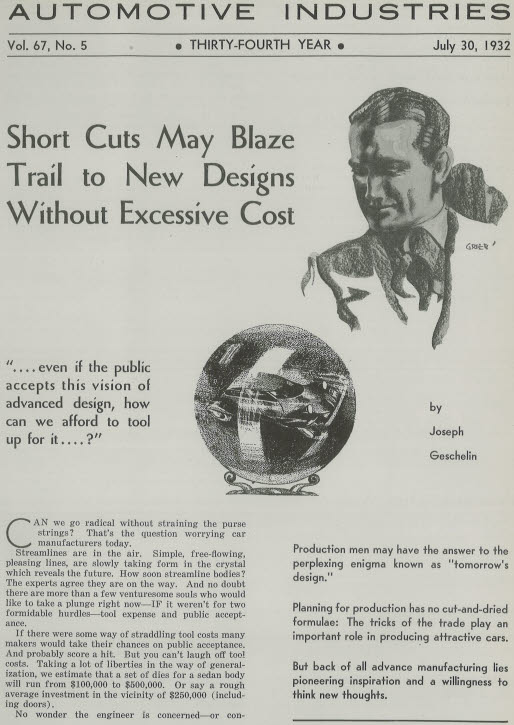 AUTOMOTIVE INDUSTRIES
Vol. 67, No. 5 ● THIRTY-FOURTH YEAR ● July 30, 1932
Short Cuts May Blaze
Trail to New Designs
Without Excessive Cost
GREER
"....even if the public
accepts this vision of
advanced design, how
can we afford to tool
up for it....?"
by
Joseph
Geschelin
CAN we go radical without straining the purse
strings? That's the question worrying car
manufacturers today.
Streamlines are in the air. Simple, free-flowing,
pleasing lines, are slowly taking form in the crystal
which reveals the future. How soon streamline bodies?
The experts agree they are on the way. And no doubt
there are more than a few venturesome souls who would
like to take a plunge right now—IF it weren't for two
formidable hurdles—tool expense and public accept-
ance.
If there were some way of straddling tool costs many
makers would take their chances on public acceptance.
And probably score a hit. But you can't laugh off tool
costs. Taking a lot of liberties in the way of general-
ization, we estimate that a set of dies for a sedan body
will run from $100,000 to $500,000. Or say a rough
average investment in the vicinity of $250,000 (includ-
ing doors).
No wonder the engineer is concerned—or con-
Production men may have the answer to the
perplexing enigma known as "tomorrow's
design."
Planning for production has no cut-and-dried
formulae: The tricks of the trade play an
important role in producing attractive cars.
But back of all advance manufacturing lies
pioneering inspiration and a willingness to
think new thoughts.